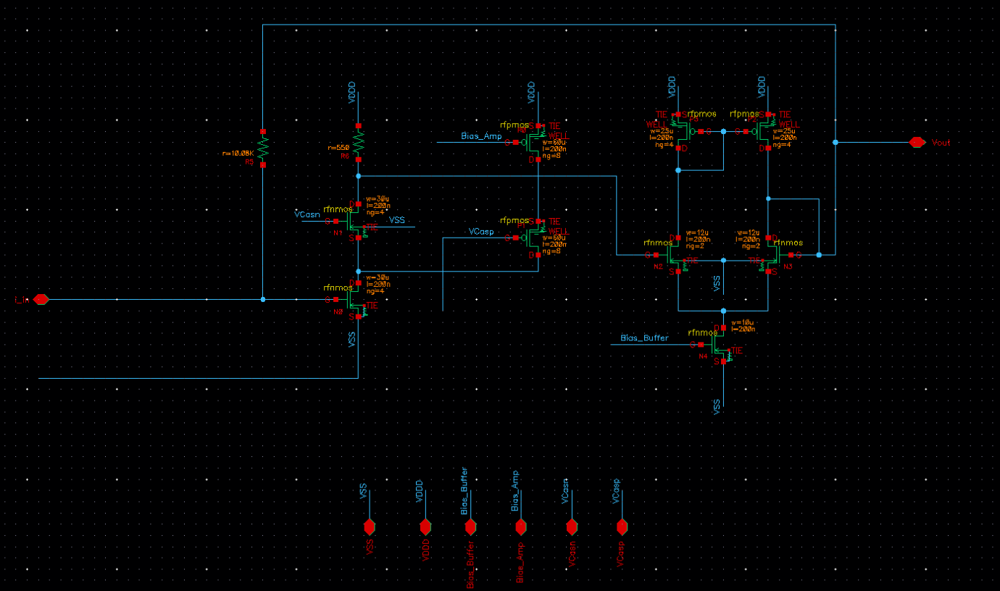 VDDD
VDDD
VDDD
VDDD
TIE
S
rfpmos
rfpmos
S
TIE
WELL
G
G
WELL
w=25u
l=200n
ng=4
w=25u
l=200n
ng=4
D
D
rfpmos
S
TIE
Bias_Amp
G
WELL
w=60u
l=200n
ng=8
D
Vout
r=10.08K
R5
r=550
R6
D
w=30u
l=200n
ng=4
rfnmos
VCasn
G
VSS
N1
TIE
S
rfpmos
S
TIE
VCasp
G
P1
WELL
w=60u
l=200n
ng=8
D
D
w=12u
l=200n
ng=2
w=12u
l=200n
ng=2
D
rfnmos
rfnmos
G
TIE
TIE
G
N2
N3
S
S
VSS
D
w=30u
l=200n
ng=4
rfnmos
G
N0
TIE
S
VSS
D
w=10u
l=200n
rfnmos
Bias_Buffer
G
N4
TIE
S
VSS
VSS
VDDD
Bias_Buffer
Bias_Amp
VCasn
VCasp
VSS
VDDD
Bias_Buffer
Bias_Amp
VCasn
VCasp